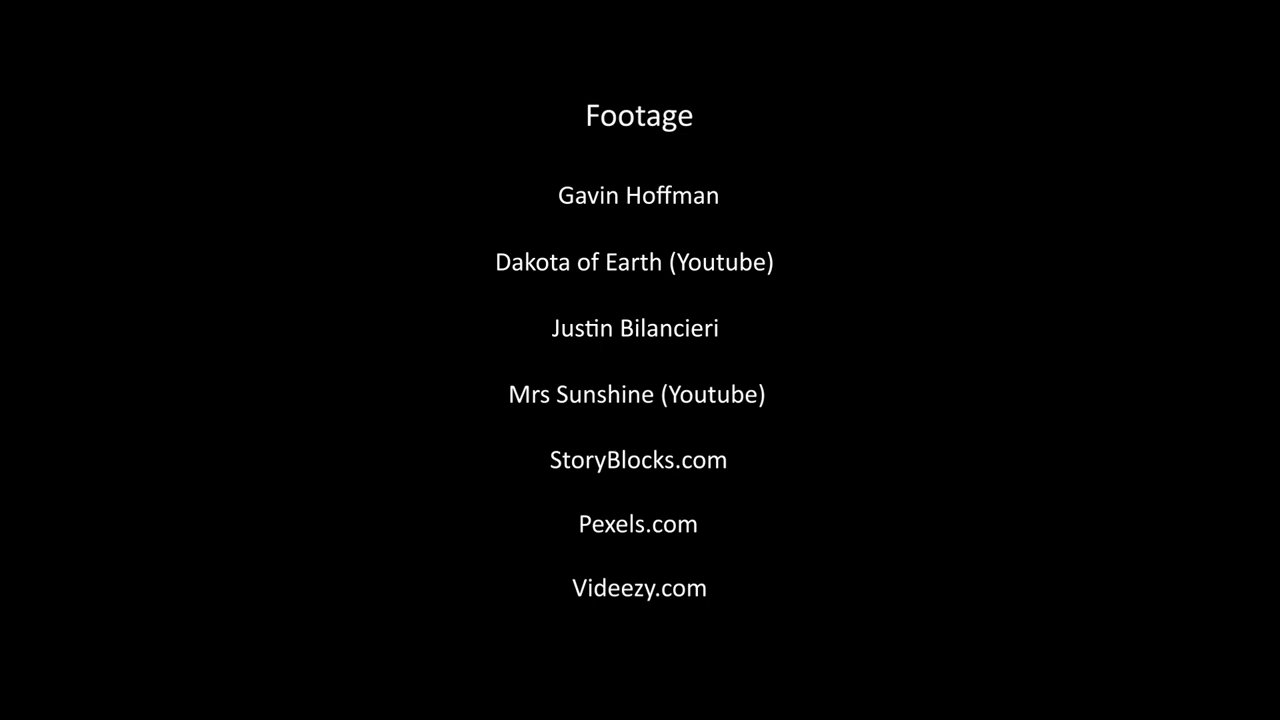 Footage
Gavin Hoffman
Dakota of Earth (Youtube)
Justin Bilancieri
Mrs Sunshine (Youtube)
StoryBlocks.com
Pexels.com
Videezy.com